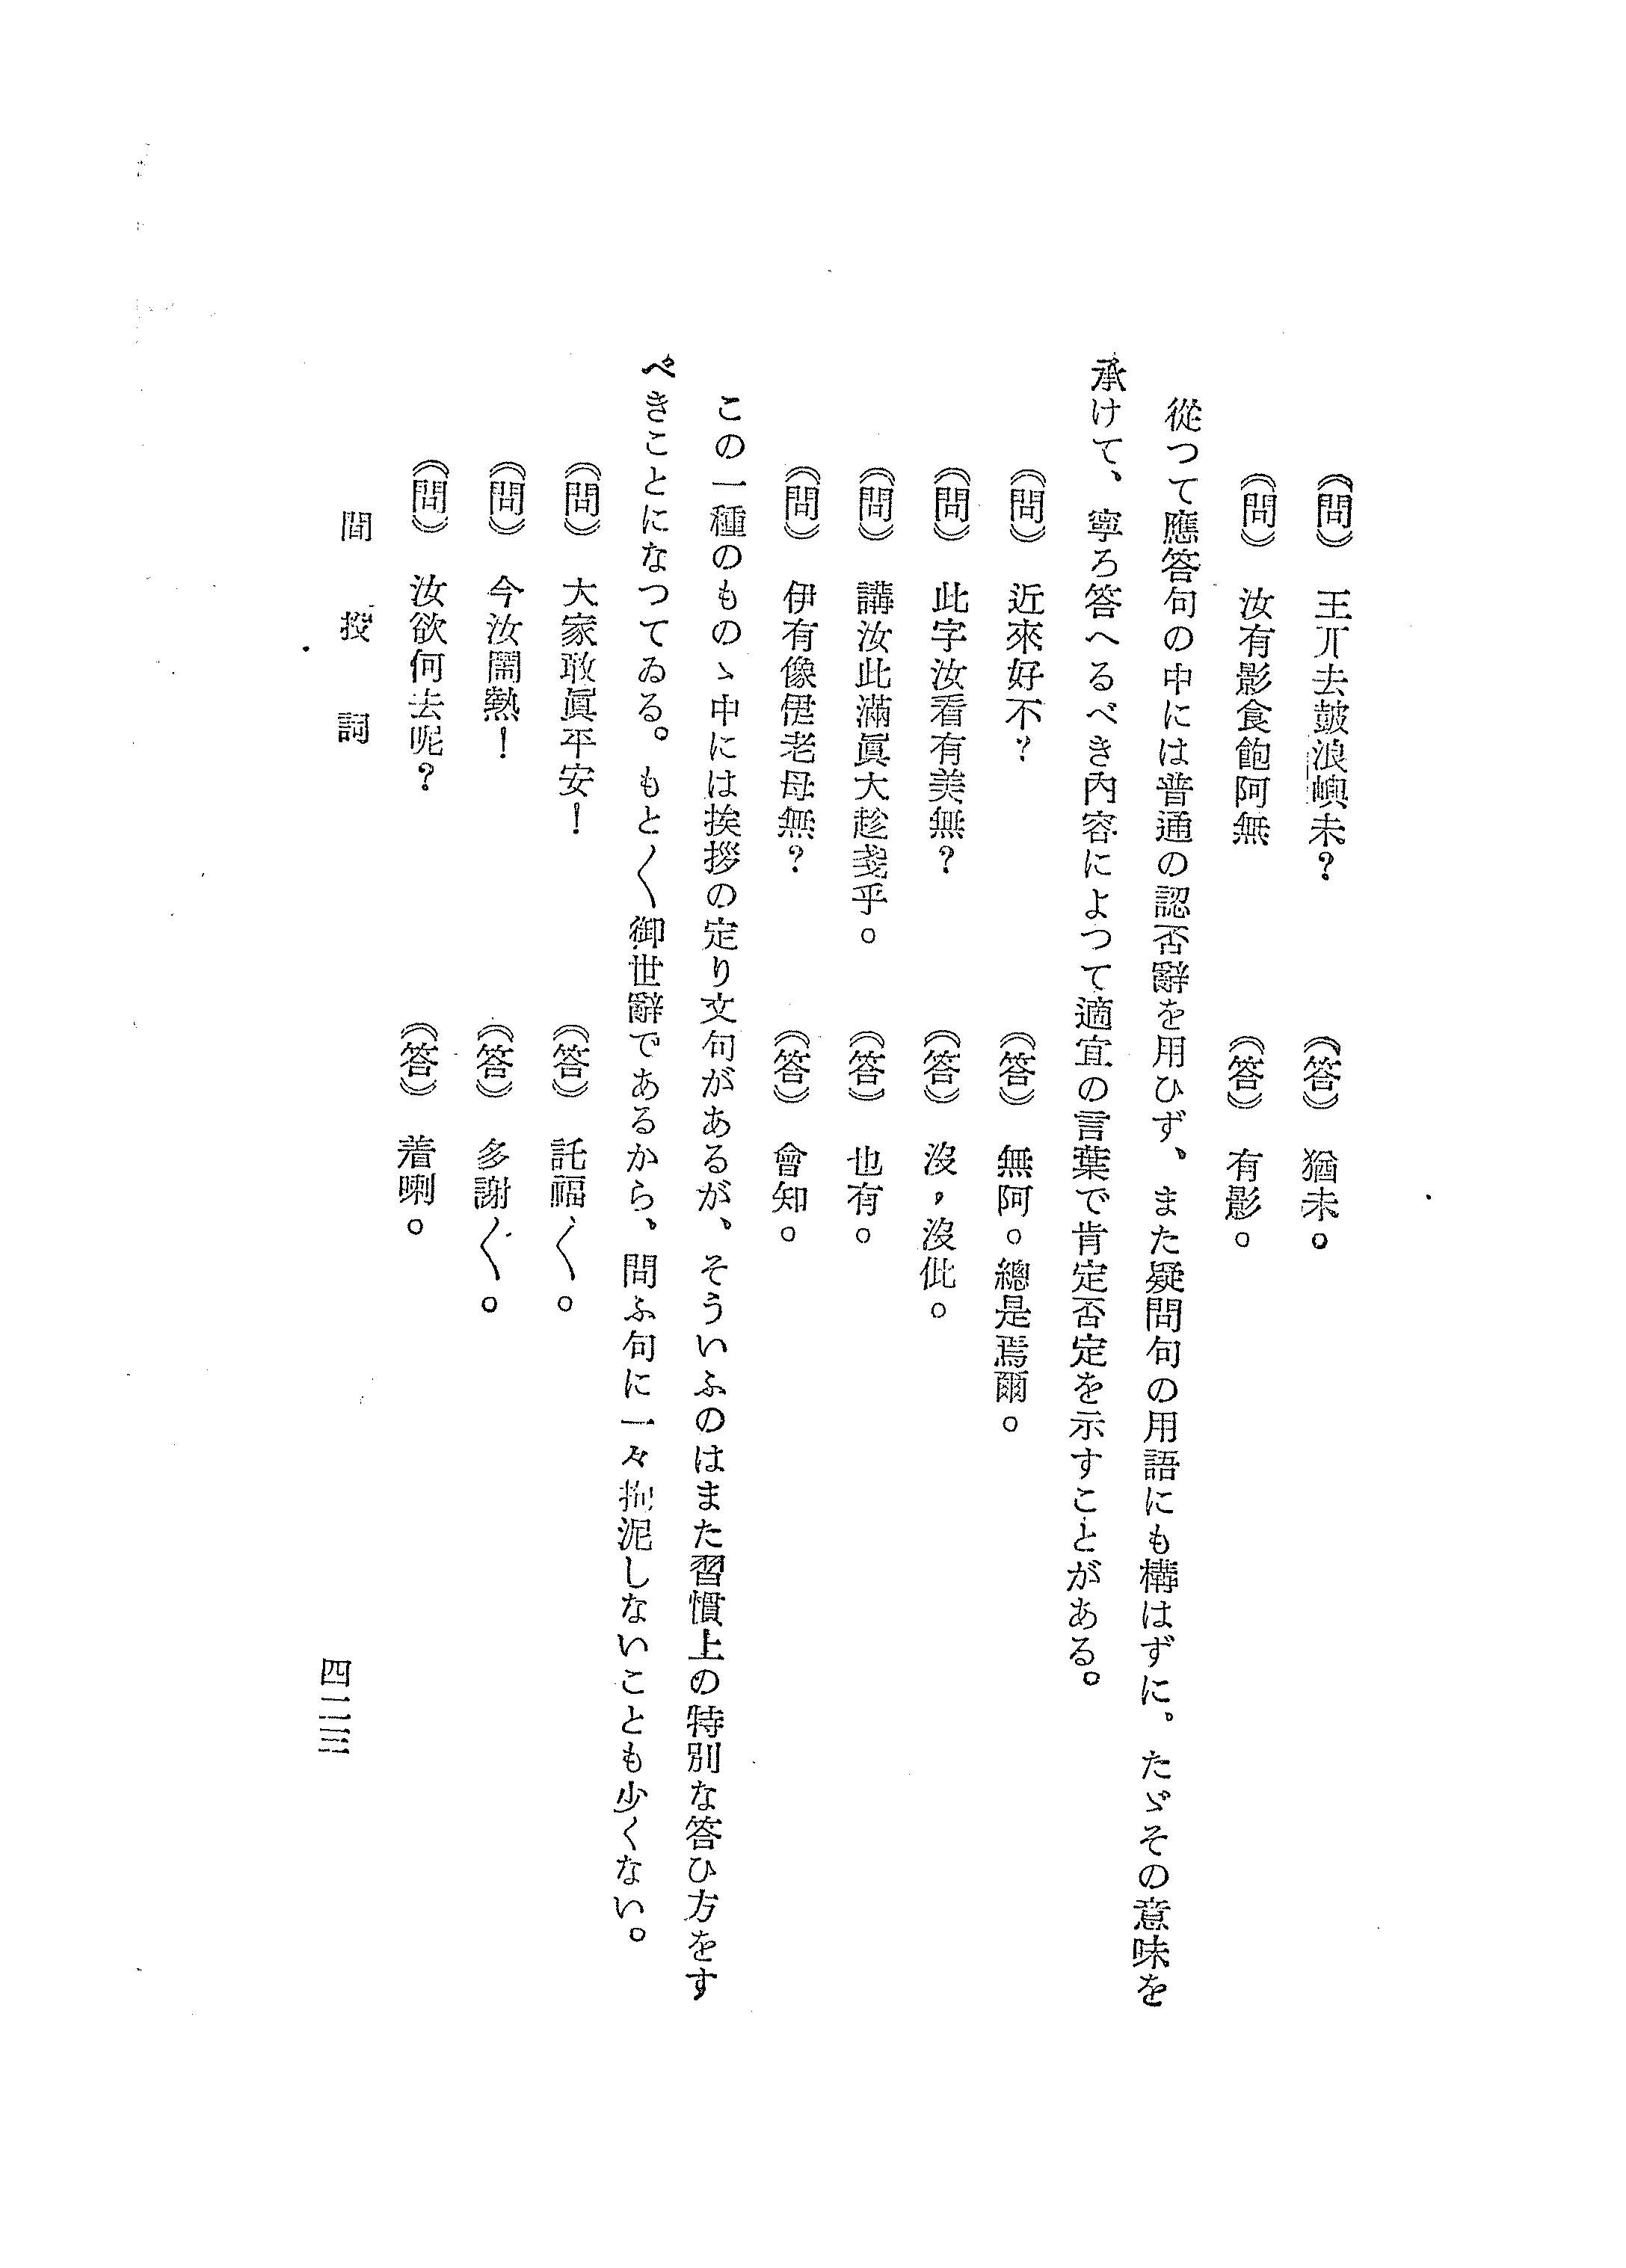 (問) 王丌去鼓浪嶼未? (答) 猶未。
(問) 汝有影食飽阿無 (答) 有影。
從つて應答句の中には普通の認否辭を用ひず、また疑問句の用語にも構はずに。たゞその意味を
承けて、寧ろ答へるべき內容によつて適宜の言葉で肯定否定を示すことがある。
(問) 近來好不? (答) 無阿。總是焉爾。
(問) 此字汝看有美無? (答) 沒,沒仳。
(問) 講汝此滿眞大趁戔乎。 (答) 也有。
(問) 伊有像伊老母無? (答) 會知。
この一種のものゝ中には挨拶の定り文句があるが、そういふのはまた習慣上の特別な答ひ方をす
べきことになつてゐる。もと〱御世辭であるから、問ふ句に一々拘泥しないことも少くない。
(問) 大家敢眞平安! (答) 託福〱。
(問) 今汝鬧熱! (答) 多謝〱。
(問) 汝欲何去呢? (答) 着喇。
間投詞
四二三